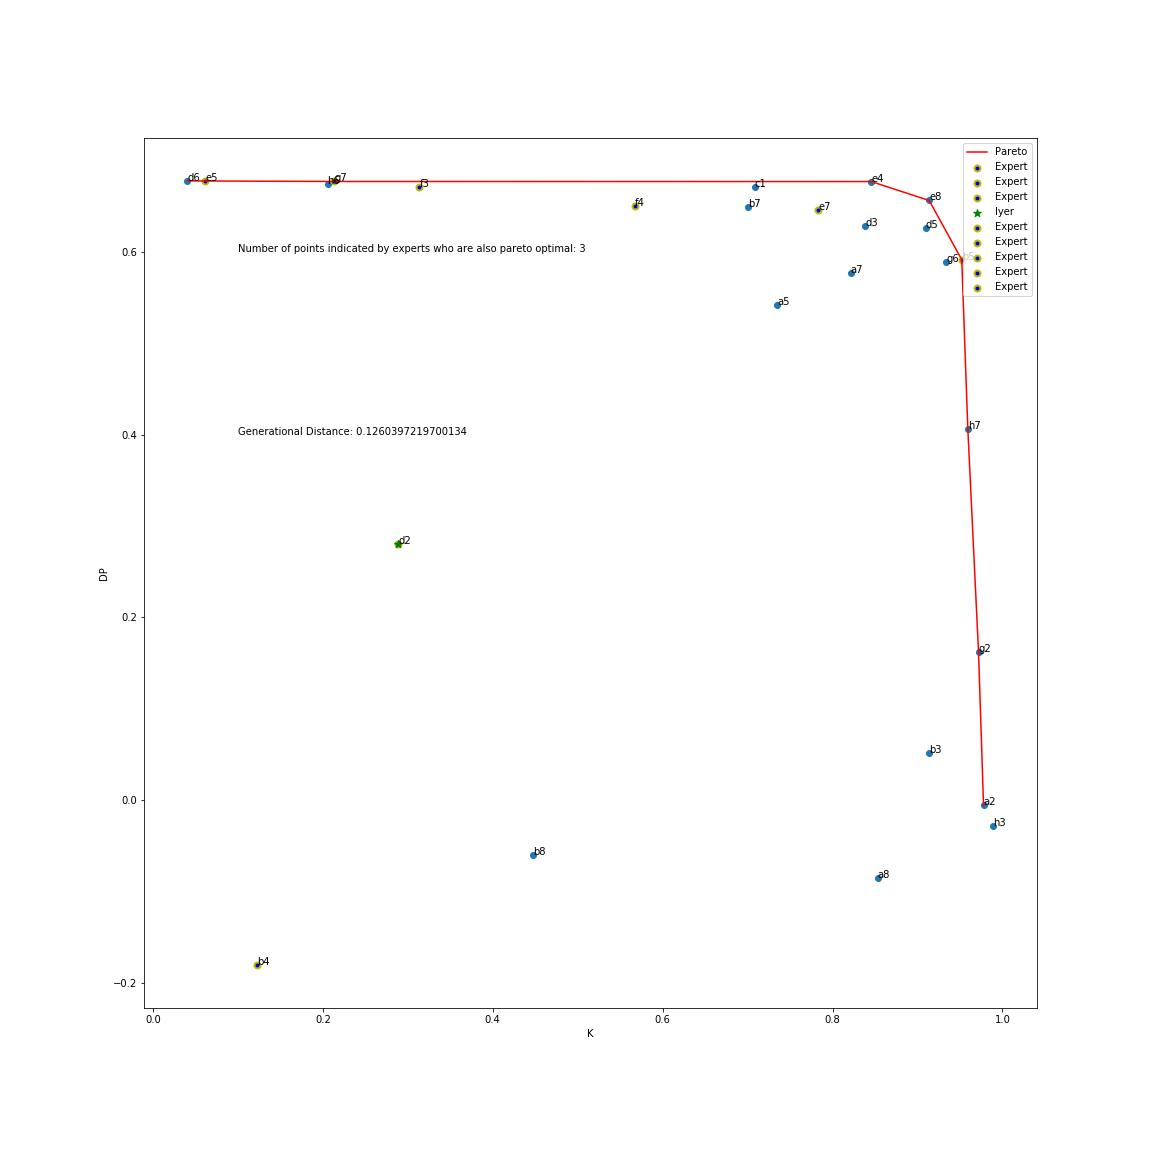 d6
e5
g7
f3
c1
e4
Pareto
Expert
Expert
Expert
Iyer
Expert
Expert
Expert
Expert
Expert
e8
f4
b7
e7
d3
d5
g6
Number of points indicated by experts who are also pareto optimal: 3
0.6
a7
a5
h7
Generational Distance: 0.1260397219700134
0.4
d2
DP
g2
0.2
b3
a2
0.0
h3
b8
a8
b4
−0.2
0.0 0.2 0.4 0.6 0.8 1.0
K